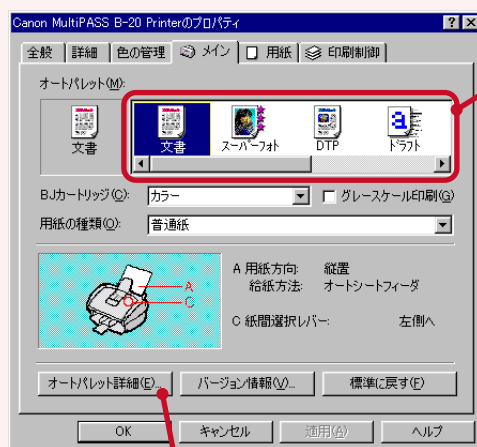 Canon MultiPASS B-20 Printerのプロパティ
全般 詳細 色の管理 メイン 用紙 印刷制御
オートパレット(M):
文書 文書 スーパーフォト DTP ドラフト
BJカートリッジ(C): カラー グレースケール印刷(G)
用紙の種類(O): 普通紙
A 用紙方向: 縦置
給紙方法: オートシートフィーダ
A
C
C 紙間選択レバー: 左側へ
オートパレット詳細(E)... バージョン情報(V)... 標準に戻す(F)
OK キャンセル 適用(A) ヘルプ